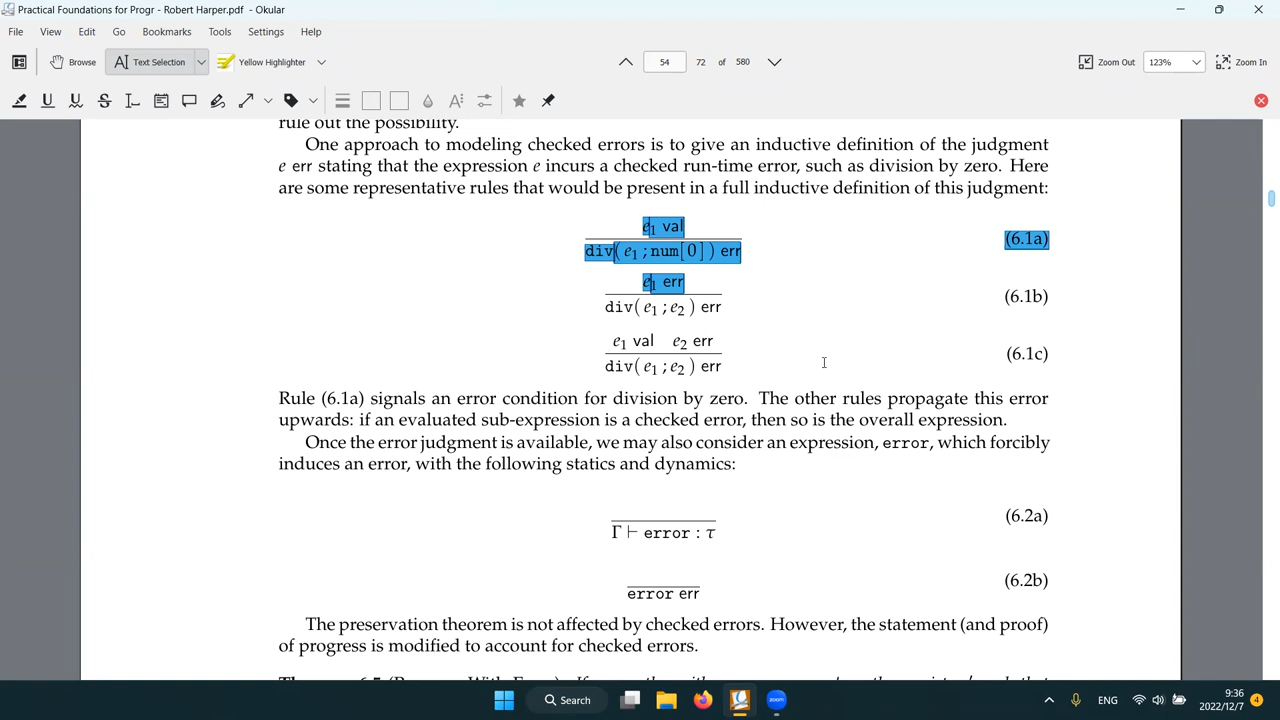 Practical Foundations for Progr - Robert Harper.pdf - Okular
File View Edit Go Bookmarks Tools Settings Help
Browse Text Selection Yellow Highlighter 54 72 of 580 Zoom Out 123% Zoom In
rule out the possibility.
One approach to modeling checked errors is to give an inductive definition of the judgment
e err stating that the expression e incurs a checked run-time error, such as division by zero. Here
are some representative rules that would be present in a full inductive definition of this judgment:
e₁ val
div(e₁;num[0]) err (6.1a)
e₁ err
div(e₁;e₂) err (6.1b)
e₁ val e₂ err
div(e₁;e₂) err (6.1c)
Rule (6.1a) signals an error condition for division by zero. The other rules propagate this error
upwards: if an evaluated sub-expression is a checked error, then so is the overall expression.
Once the error judgment is available, we may also consider an expression, error, which forcibly
induces an error, with the following statics and dynamics:
Γ ⊢ error : τ (6.2a)
error err (6.2b)
The preservation theorem is not affected by checked errors. However, the statement (and proof)
of progress is modified to account for checked errors.
Search zoom ENG 9:36
2022/12/7 4